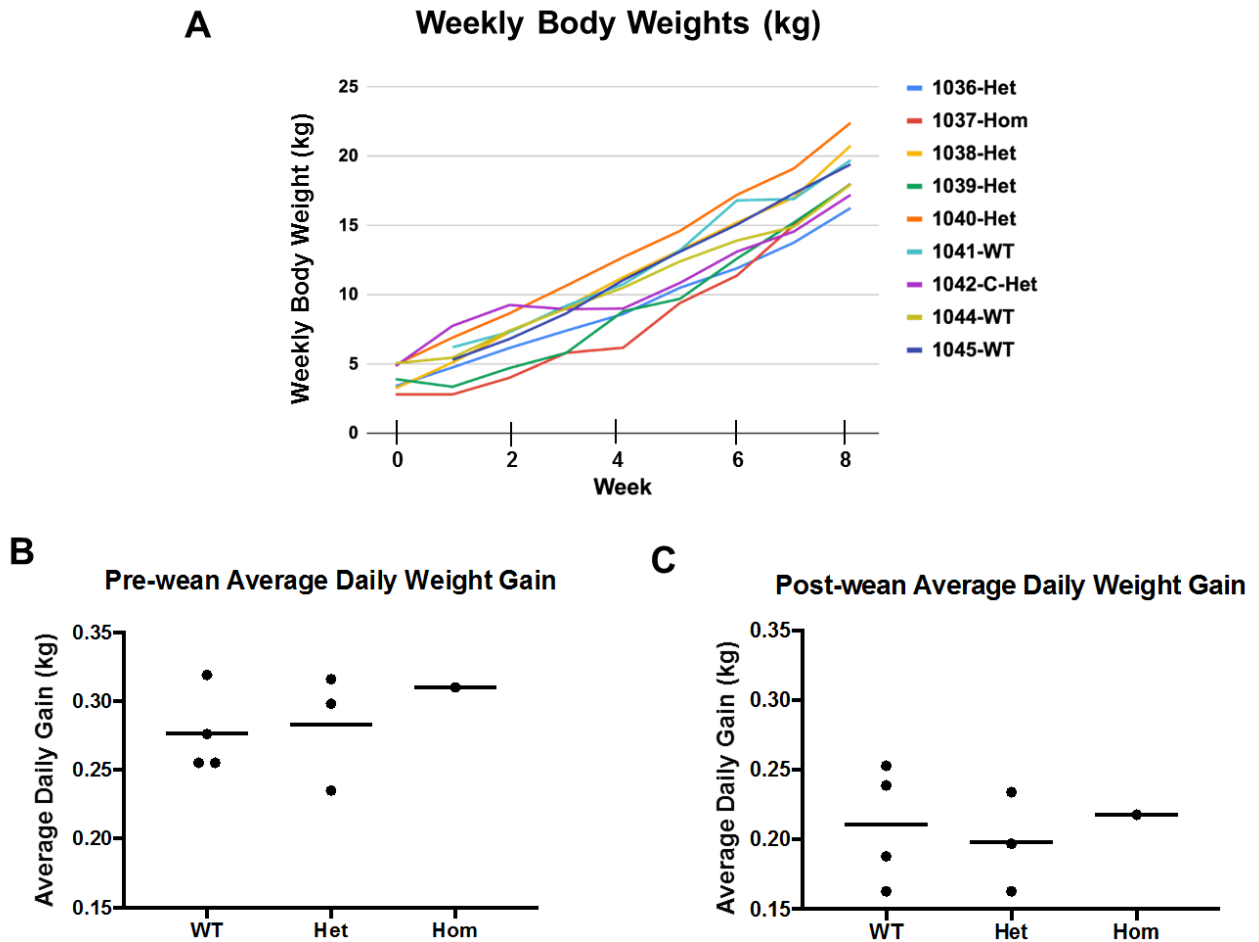 A
Weekly Body Weights (kg)
Weekly Body Weight (kg)
25
20
15
10
5
0
0 2 4 6 8
Week
1036-Het
1037-Hom
1038-Het
1039-Het
1040-Het
1041-WT
1042-C-Het
1044-WT
1045-WT
B
Pre-wean Average Daily Weight Gain
Average Daily Gain (kg)
0.35
0.30
0.25
0.20
0.15
WT Het Hom
C
Post-wean Average Daily Weight Gain
Average Daily Gain (kg)
0.35
0.30
0.25
0.20
0.15
WT Het Hom